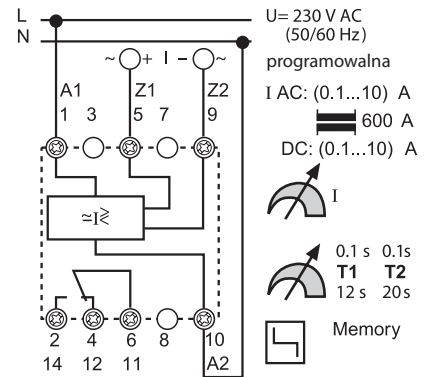 L
N
U= 230 V AC
(50/60 Hz)
~ + I – ~
programowalna
A1 Z1 Z2
1 3 5 7 9
I AC: (0.1...10) A
600 A
DC: (0.1...10) A
≃I≷
I
0.1 s 0.1s
T1 T2
12 s 20s
Memory
2 4 6 8 10
14 12 11 A2